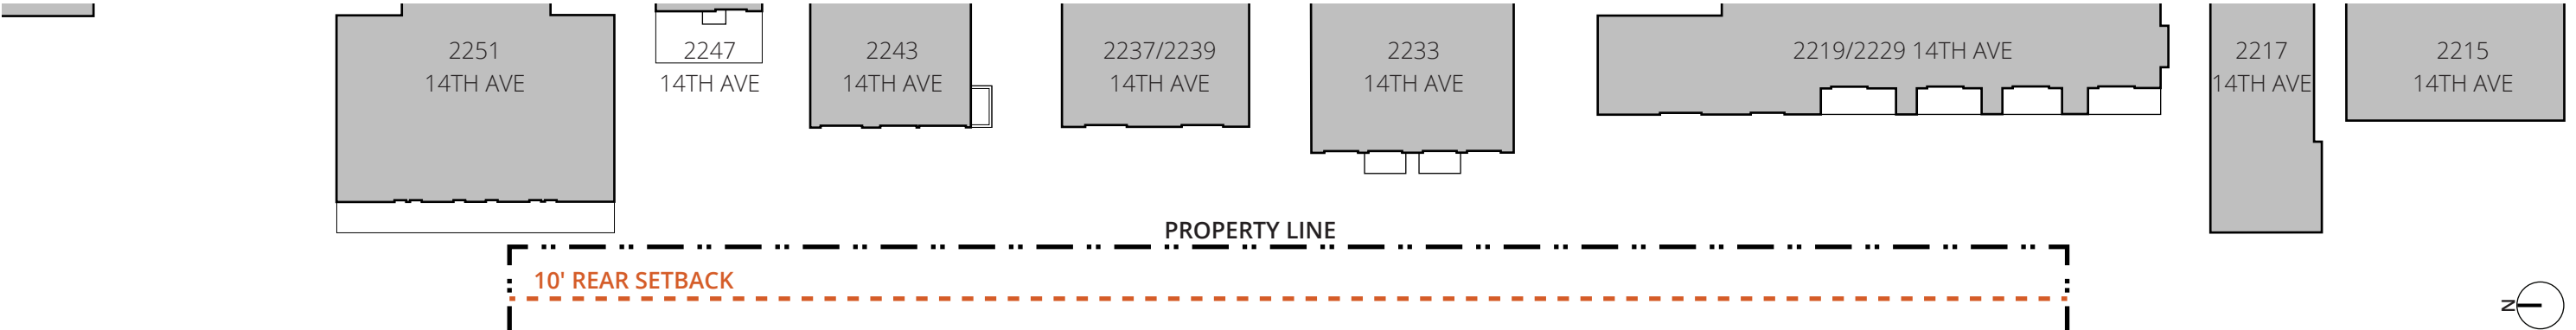 2251
14TH AVE
2247
14TH AVE
2243
14TH AVE
2237/2239
14TH AVE
2233
14TH AVE
2219/2229 14TH AVE
2217
14TH AVE
2215
14TH AVE
PROPERTY LINE
10' REAR SETBACK
N